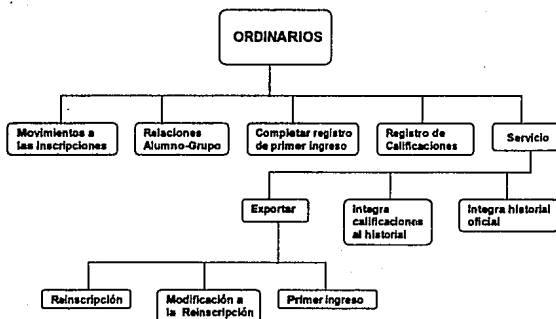 ORDINARIOS
Movimientos a
las inscripciones
Relaciones
Alumno-Grupo
Completar registro
de primer ingreso
Registro de
Calificaciones
Servicio
Exportar
Integra
calificaciones
al historial
Integra historial
oficial
Reinscripción
Modificación a
la Reinscripción
Primer ingreso